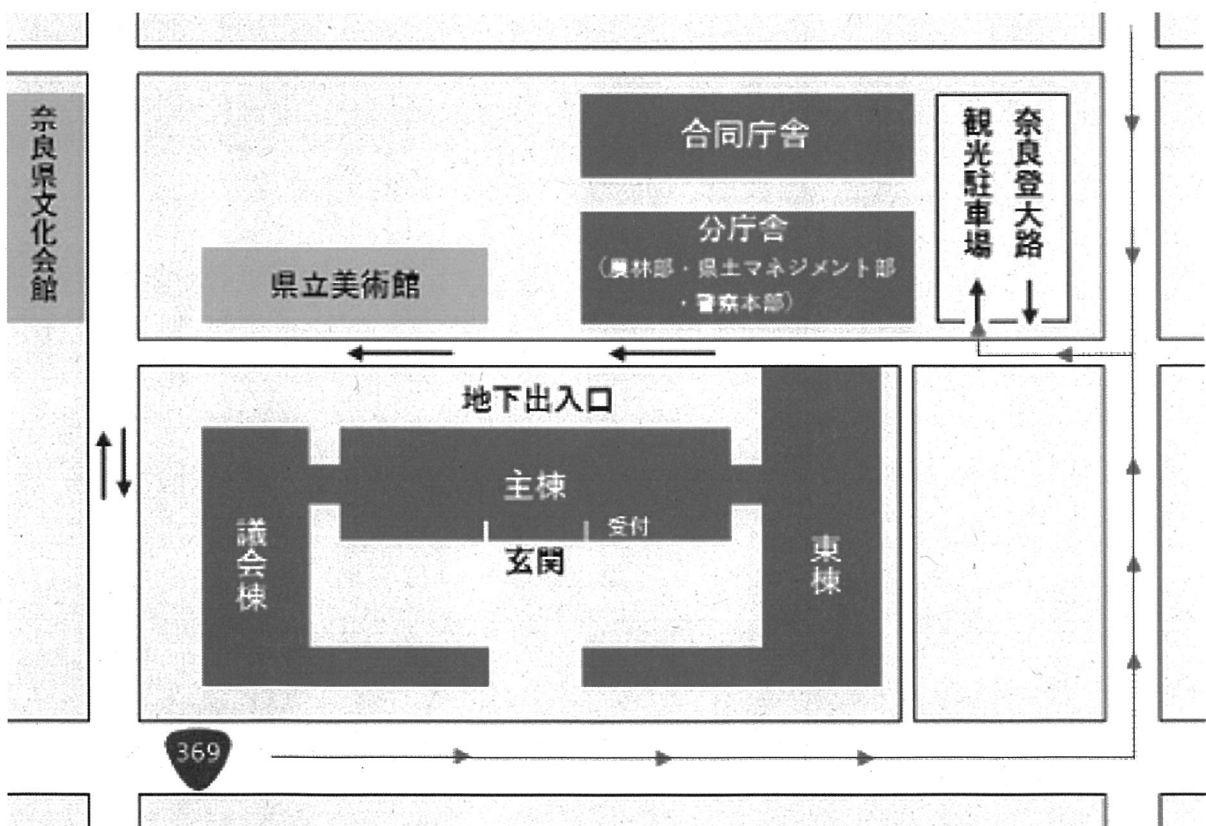 合同庁舎
奈良登大路
観光駐車場
奈良県文化会館
分庁舎
（農林部・県土マネジメント部
・警察本部）
県立美術館
地下出入口
主棟
受付
玄関
議会棟
東棟
369